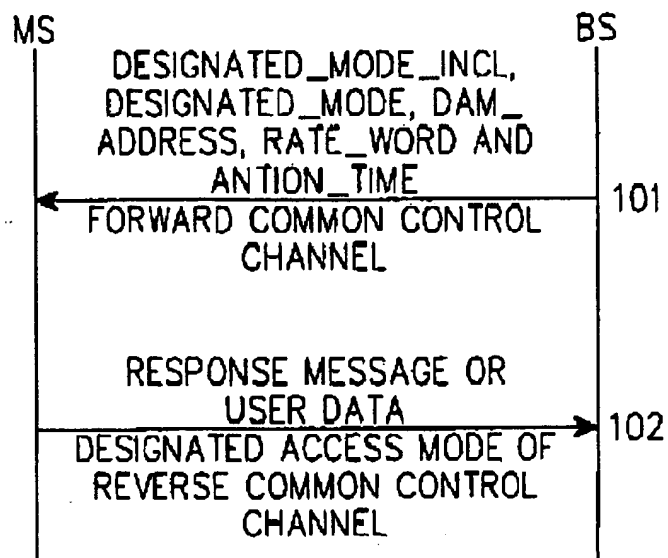 MS
BS
DESIGNATED_MODE_INCL,
DESIGNATED_MODE, DAM_
ADDRESS, RATE_WORD AND
ANTION_TIME
101
FORWARD COMMON CONTROL
CHANNEL
RESPONSE MESSAGE OR
USER DATA
102
DESIGNATED ACCESS MODE OF
REVERSE COMMON CONTROL
CHANNEL